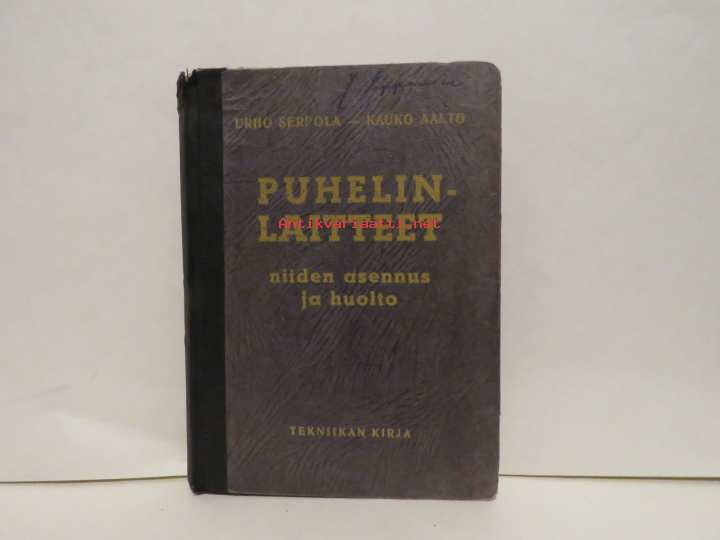 URHO SERPOLA — KAUKO AALTO
PUHELIN-
LAITTEET
Antikvariaatti.net
niiden asennus
ja huolto
TEKNIIKAN KIRJA